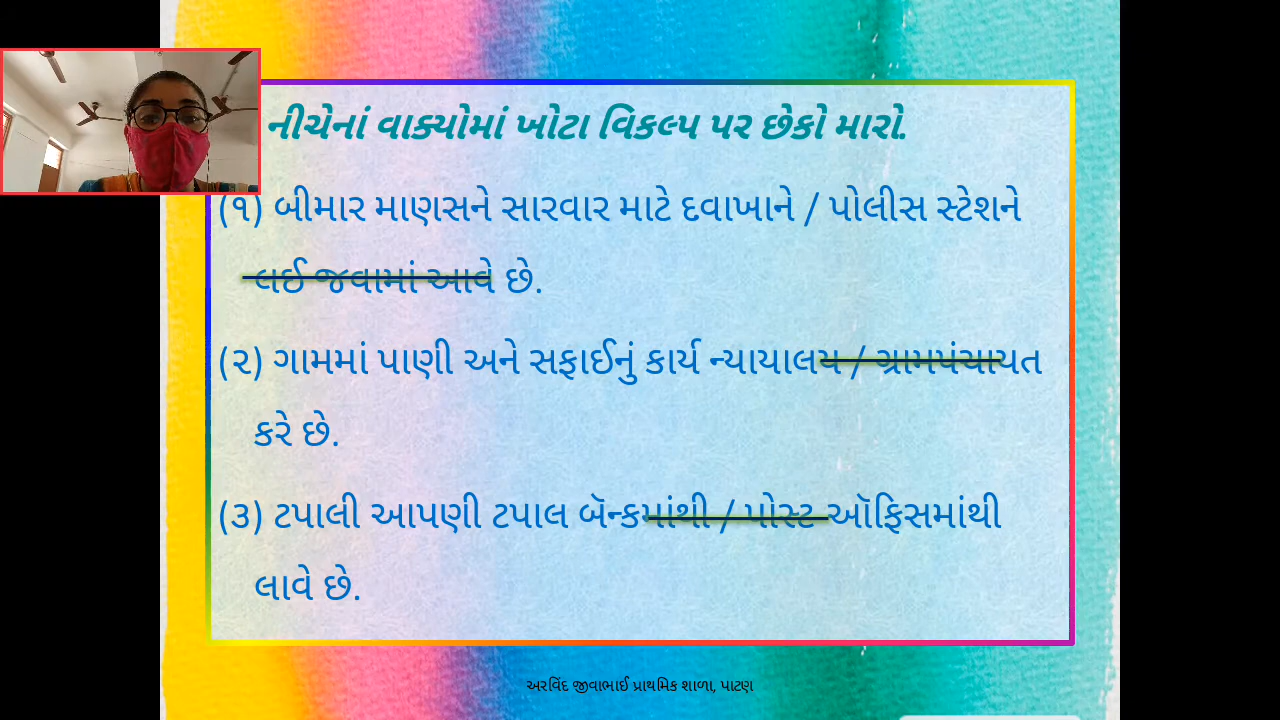 નીચેનાં વાક્યોમાં ખોટા વિકલ્પ પર છેકો મારો.
(૧) બીમાર માણસને સારવાર માટે દવાખાને / પોલીસ સ્ટેશને
લઈ જવામાં આવે છે.
(૨) ગામમાં પાણી અને સફાઈનું કાર્ય ન્યાયાલય / ગ્રામપંચાયત
કરે છે.
(૩) ટપાલી આપણી ટપાલ બૅન્કમાંથી / પોસ્ટ ઑફિસમાંથી
લાવે છે.
અરવિંદ જીવાભાઈ પ્રાથમિક શાળા, પાટણ